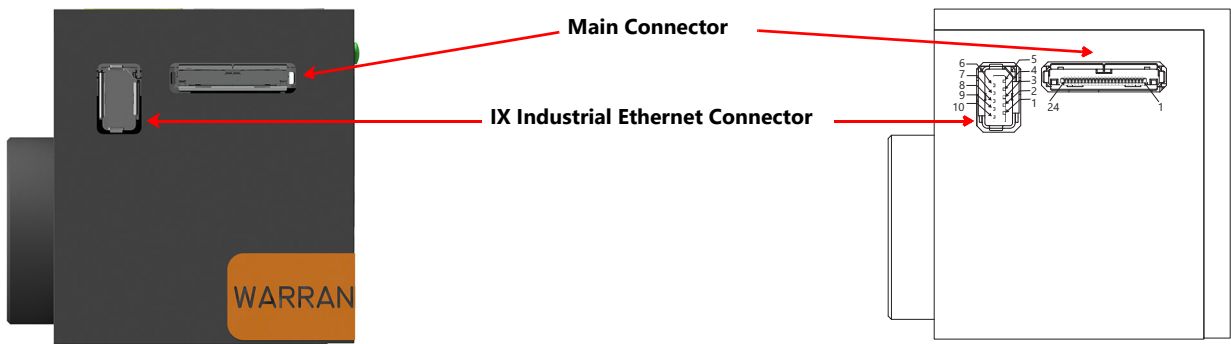 Main Connector
IX Industrial Ethernet Connector
WARRAN
6 5
7 4
8 3
9 2
10 1
24 1